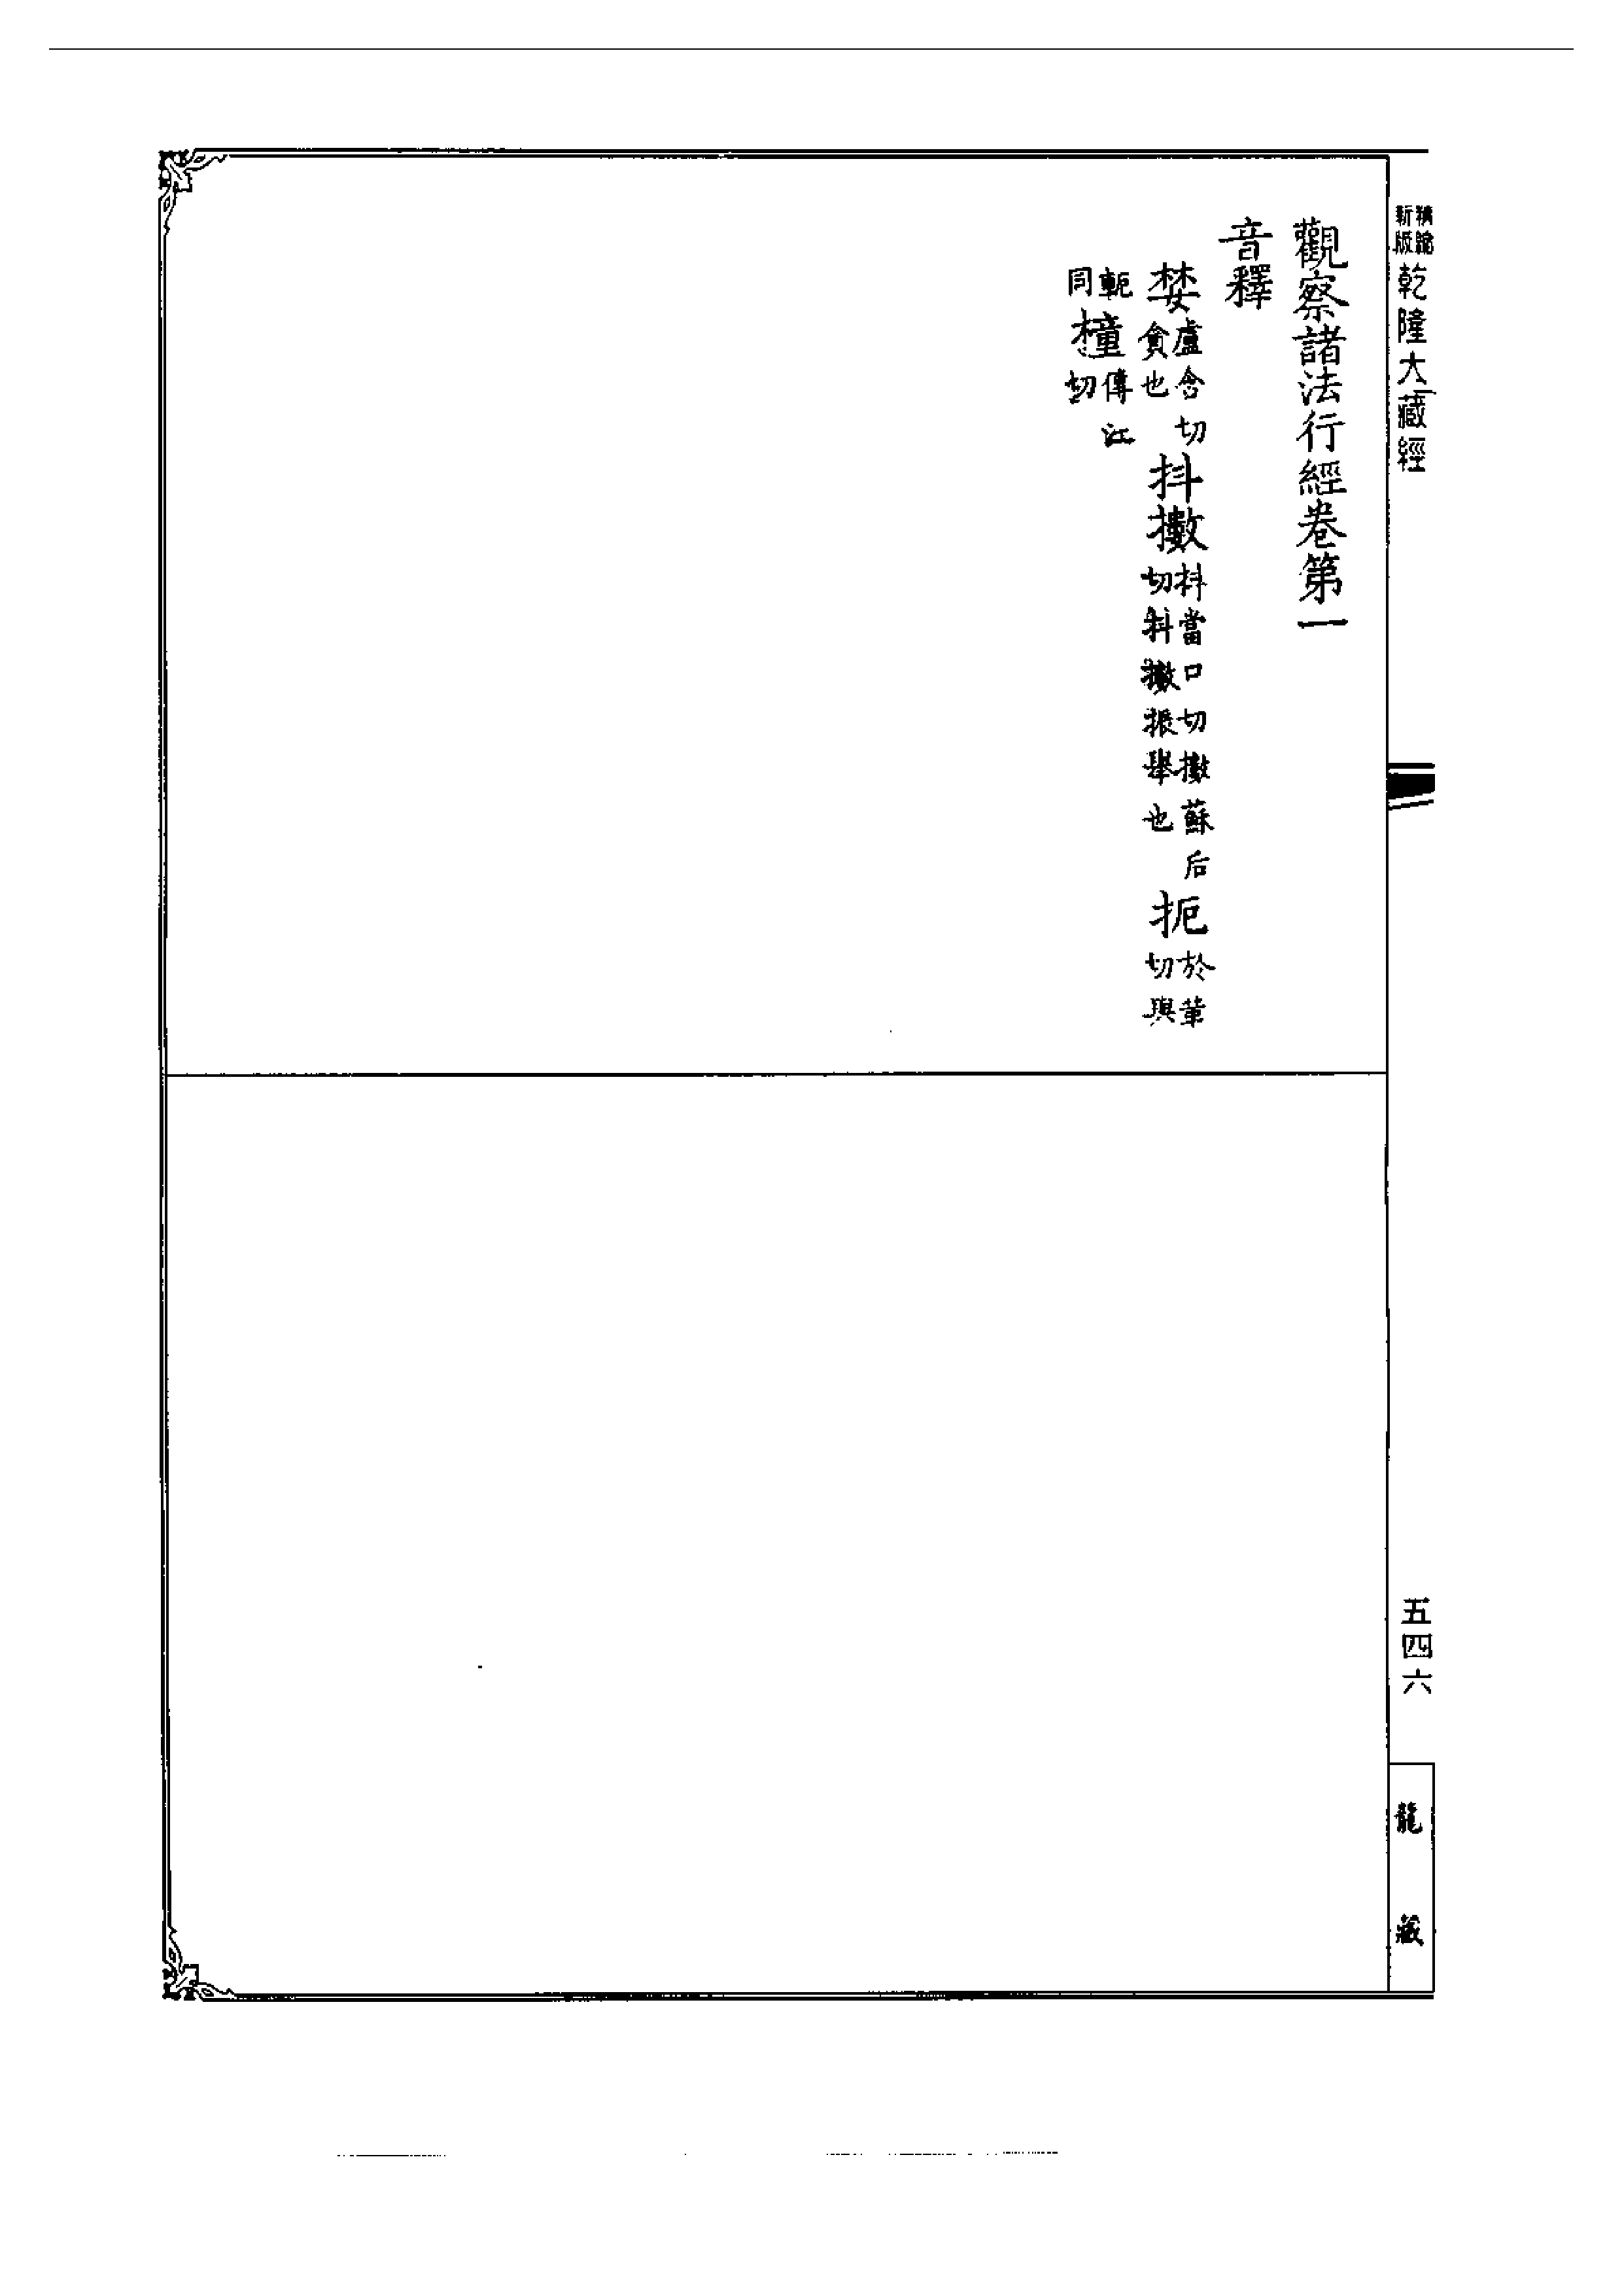 精編新版 乾隆大藏經
五四六
龍藏
觀察諸法行經卷第一
音釋
婪盧含切貪也 抖擻抖當口切擻蘇后切抖擻振舉也 扼於革切與
軛同 橦傳江切